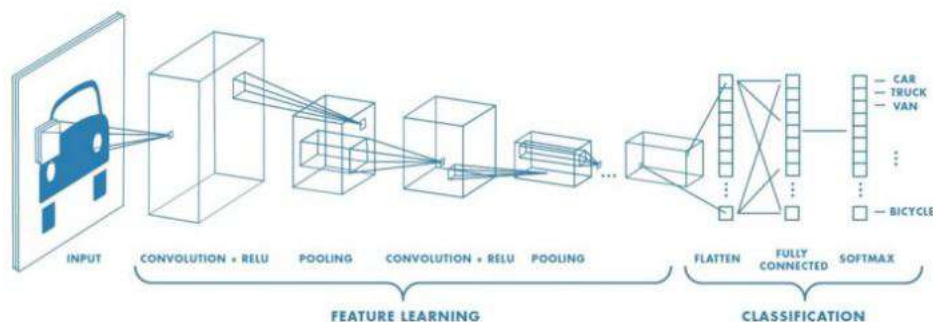 CAR
TRUCK
VAN
BICYCLE
INPUT
CONVOLUTION + RELU
POOLING
CONVOLUTION + RELU
POOLING
FLATTEN
FULLY
CONNECTED
SOFTMAX
FEATURE LEARNING
CLASSIFICATION